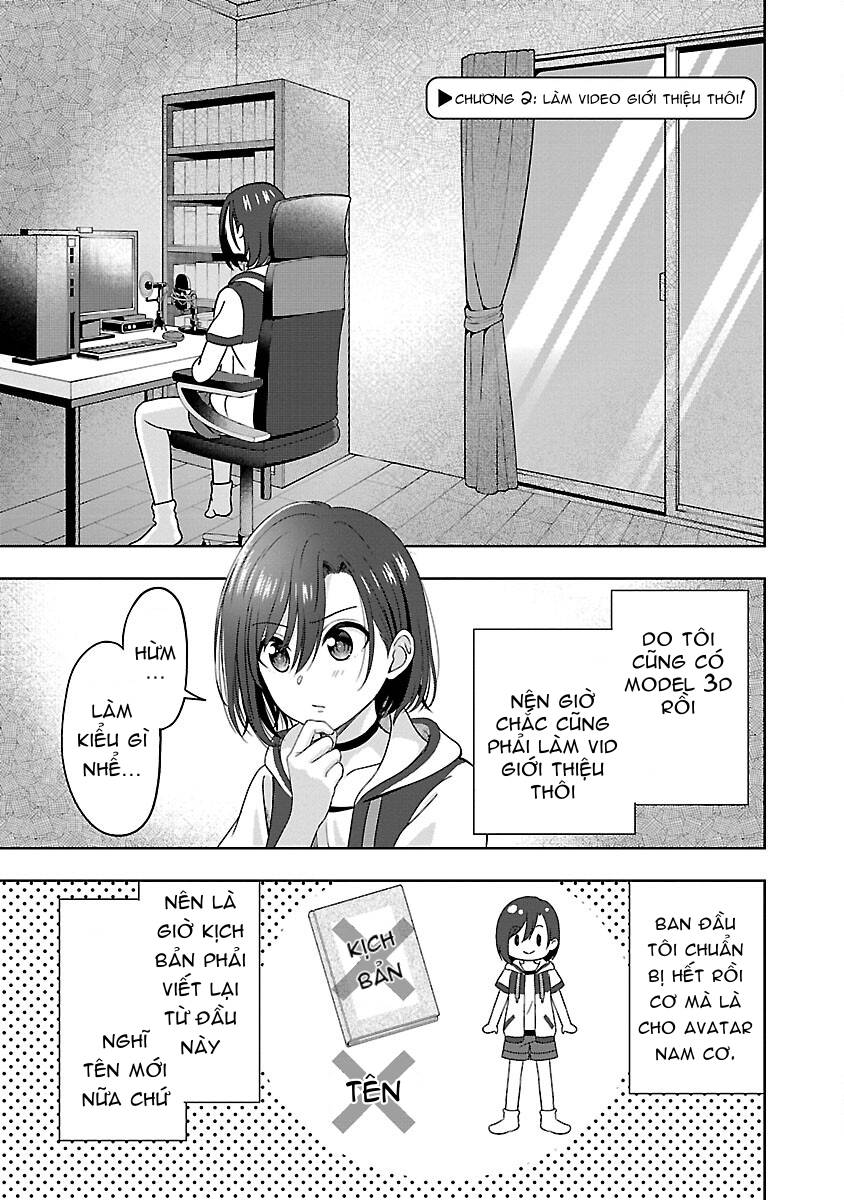 ▶CHƯƠNG 2: LÀM VIDEO GIỚI THIỆU THÔI!
DO TÔI
CŨNG CÓ
MODEL 3D
RỒI
NÊN GIỜ
CHẮC CŨNG
PHẢI LÀM VID
GIỚI THIỆU
THÔI
HỪM
...
LÀM
KIỂU GÌ
NHỂ...
BAN ĐẦU
TÔI CHUẨN
BỊ HẾT RỒI
CƠ MÀ LÀ
CHO AVATAR
NAM CƠ.
KỊCH
BẢN
TÊN
NÊN LÀ
GIỜ KỊCH
BẢN PHẢI
VIẾT LẠI
TỪ ĐẦU
NÀY
NGHĨ
TÊN MỚI
NỮA CHỨ